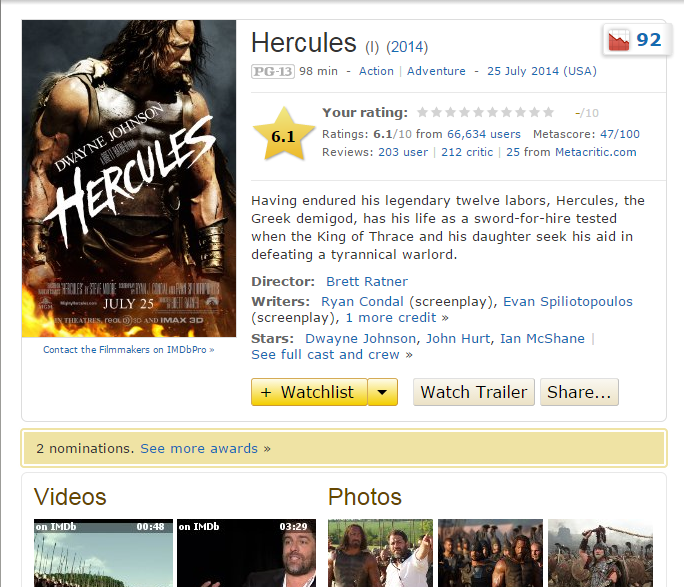 Hercules (I) (2014)
92
PG-13 98 min - Action | Adventure - 25 July 2014 (USA)
Your rating: -/10
6.1
Ratings: 6.1/10 from 66,634 users Metascore: 47/100
Reviews: 203 user | 212 critic | 25 from Metacritic.com
Having endured his legendary twelve labors, Hercules, the
Greek demigod, has his life as a sword-for-hire tested
when the King of Thrace and his daughter seek his aid in
defeating a tyrannical warlord.
Director: Brett Ratner
Writers: Ryan Condal (screenplay), Evan Spiliotopoulos
(screenplay), 1 more credit »
Stars: Dwayne Johnson, John Hurt, Ian McShane |
See full cast and crew »
+ Watchlist
Watch Trailer
Share...
DWAYNE JOHNSON
HERCULES
JULY 25
IN THEATRES, REALD 3D AND IMAX 3D
Contact the Filmmakers on IMDbPro »
2 nominations. See more awards »
Videos
on IMDb 00:48
on IMDb 03:29
Photos